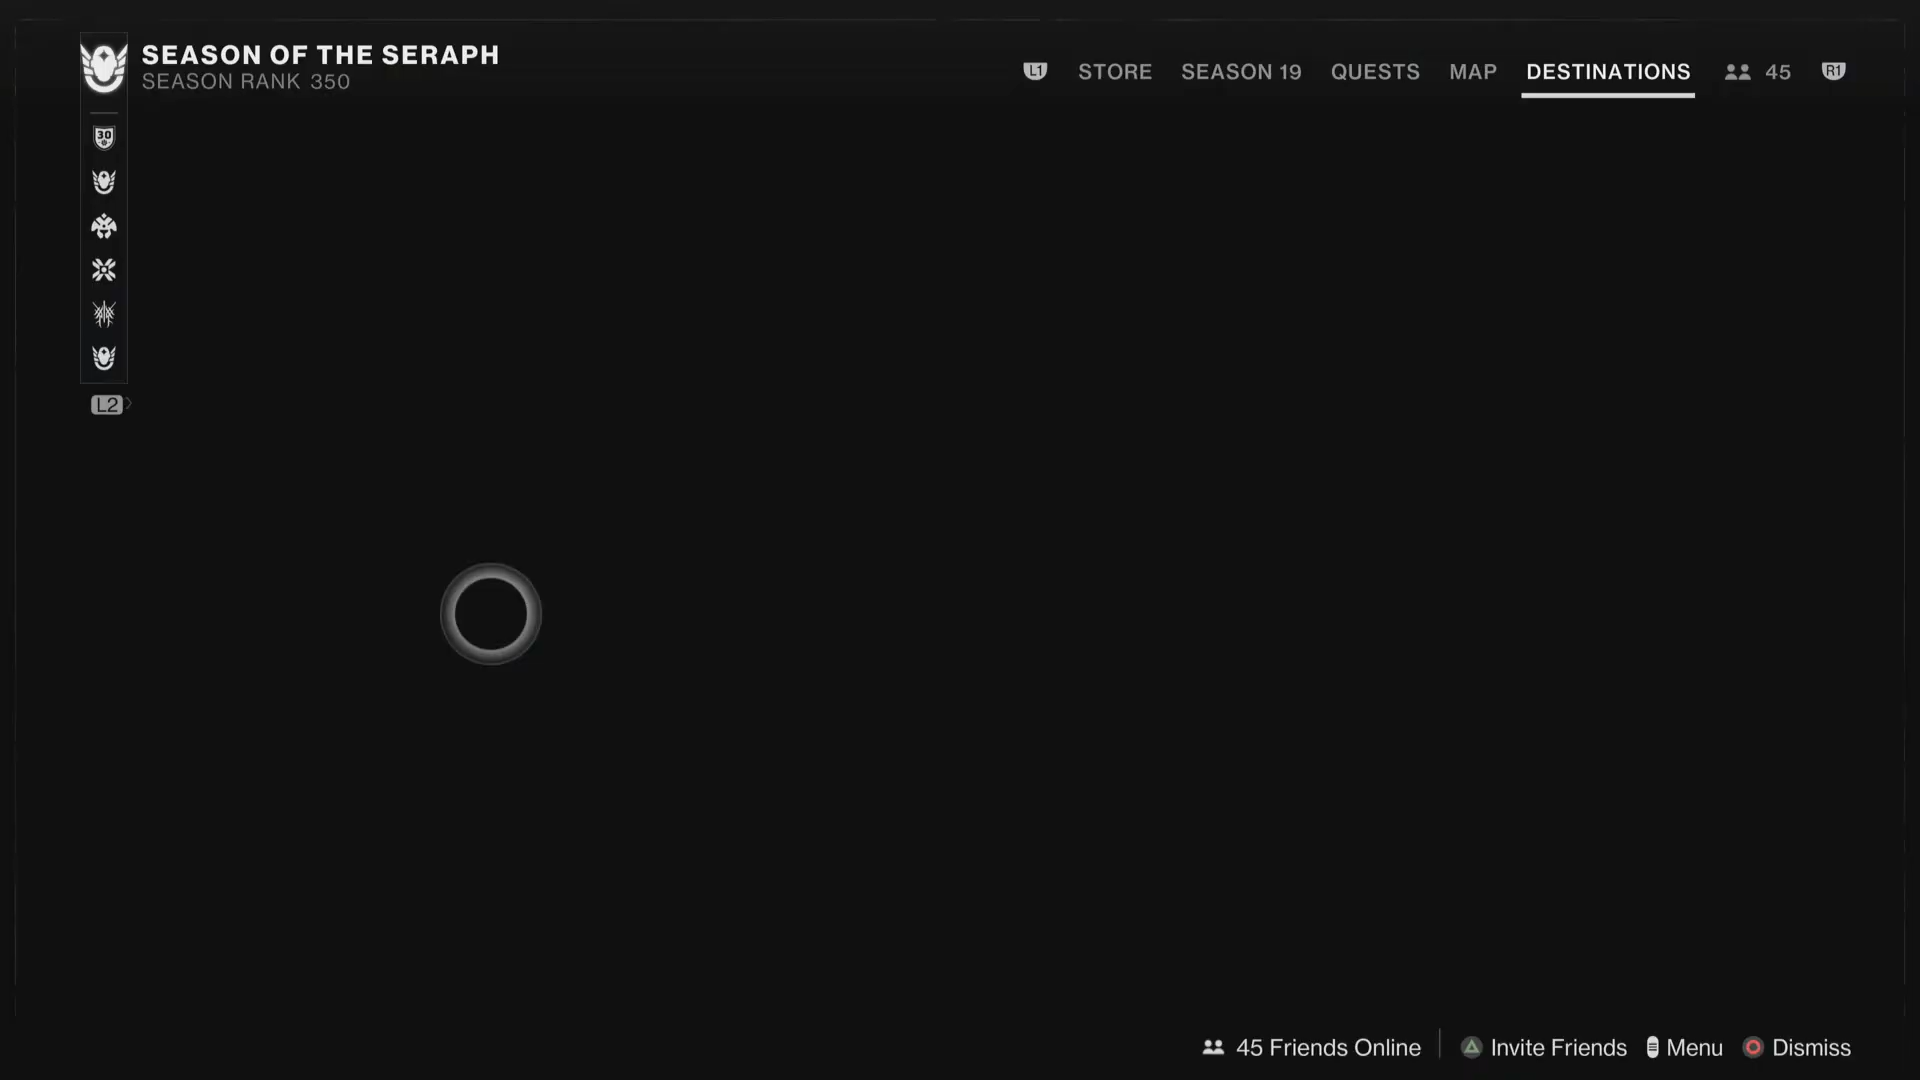 SEASON OF THE SERAPH
SEASON RANK 350
L1 STORE SEASON 19 QUESTS MAP DESTINATIONS 45 R1
30
L2
45 Friends Online Invite Friends Menu Dismiss